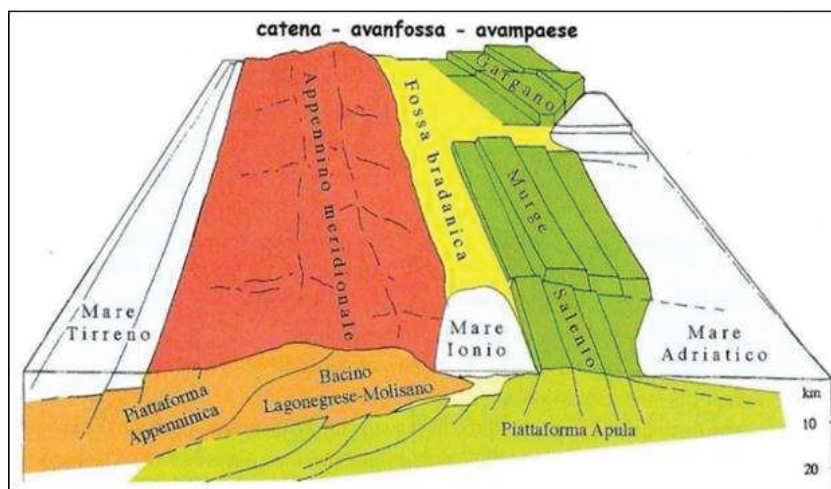 catena - avanfossa - avampaese
Gargano
Appennino meridionale
Fossa bradanica
Murge
Salento
Mare
Tirreno
Mare
Ionio
Mare
Adriatico
Piattaforma
Appenninica
Bacino
Lagonegrese-Molisano
Piattaforma Apula
km
10
20